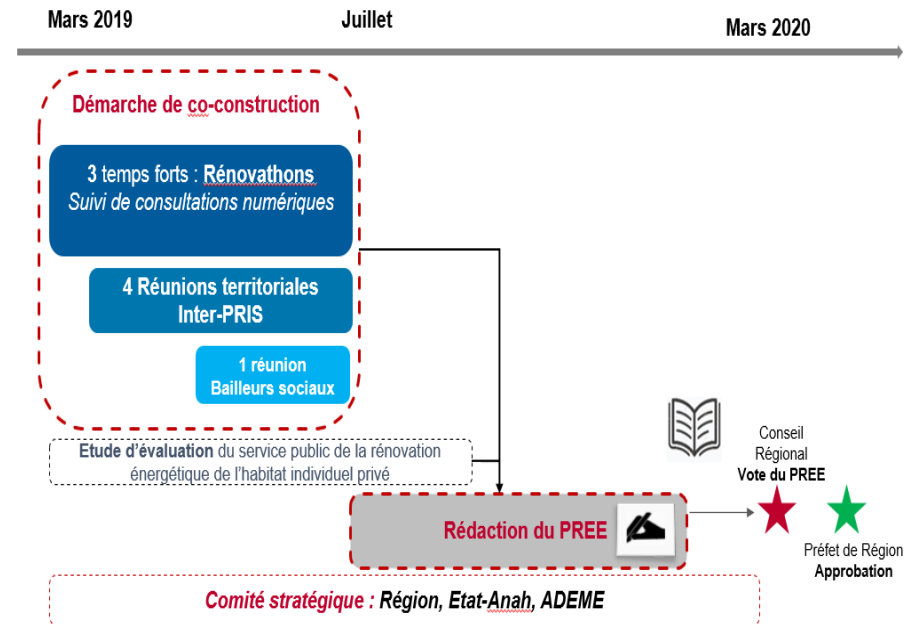 Mars 2019
Juillet
Mars 2020
Démarche de co-construction
3 temps forts : Rénovathons
Suivi de consultations numériques
4 Réunions territoriales
Inter-PRIS
1 réunion
Bailleurs sociaux
Etude d'évaluation du service public de la rénovation
énergétique de l'habitat individuel privé
Conseil
Régional
Vote du PREE
Rédaction du PREE
Préfet de Région
Approbation
Comité stratégique : Région, Etat-Anah, ADEME